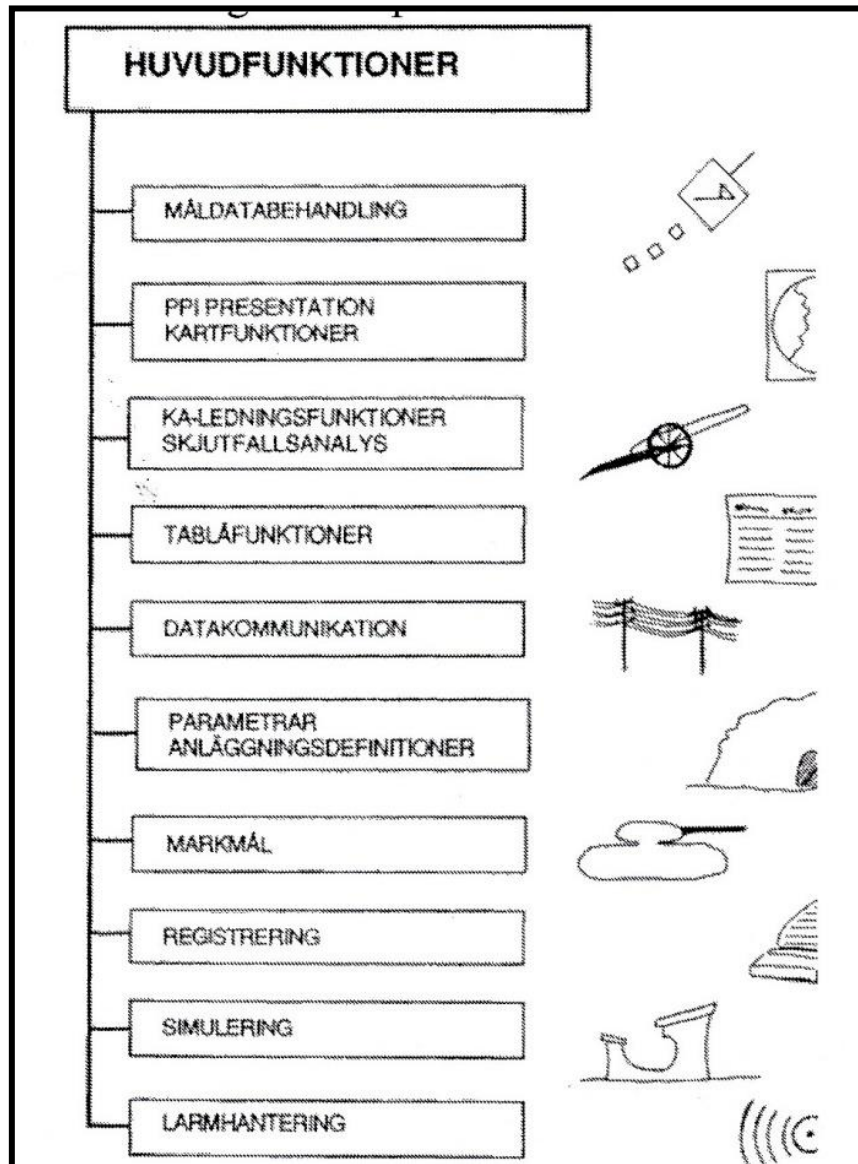 HUVUDFUNKTIONER
MÅLDATABEHANDLING
PPI PRESENTATION
KARTFUNKTIONER
KA-LEDNINGSFUNKTIONER
SKJUTFALLSANALYS
TABLÅFUNKTIONER
DATAKOMMUNIKATION
PARAMETRAR
ANLÄGGNINGSDEFINITIONER
MARKMÅL
REGISTRERING
SIMULERING
LARMHANTERING